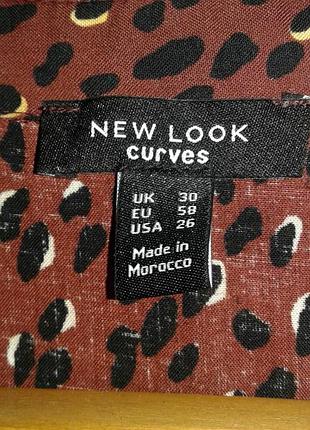 NEW LOOK
curves
UK 30
EU 58
USA 26
Made in
Morocco